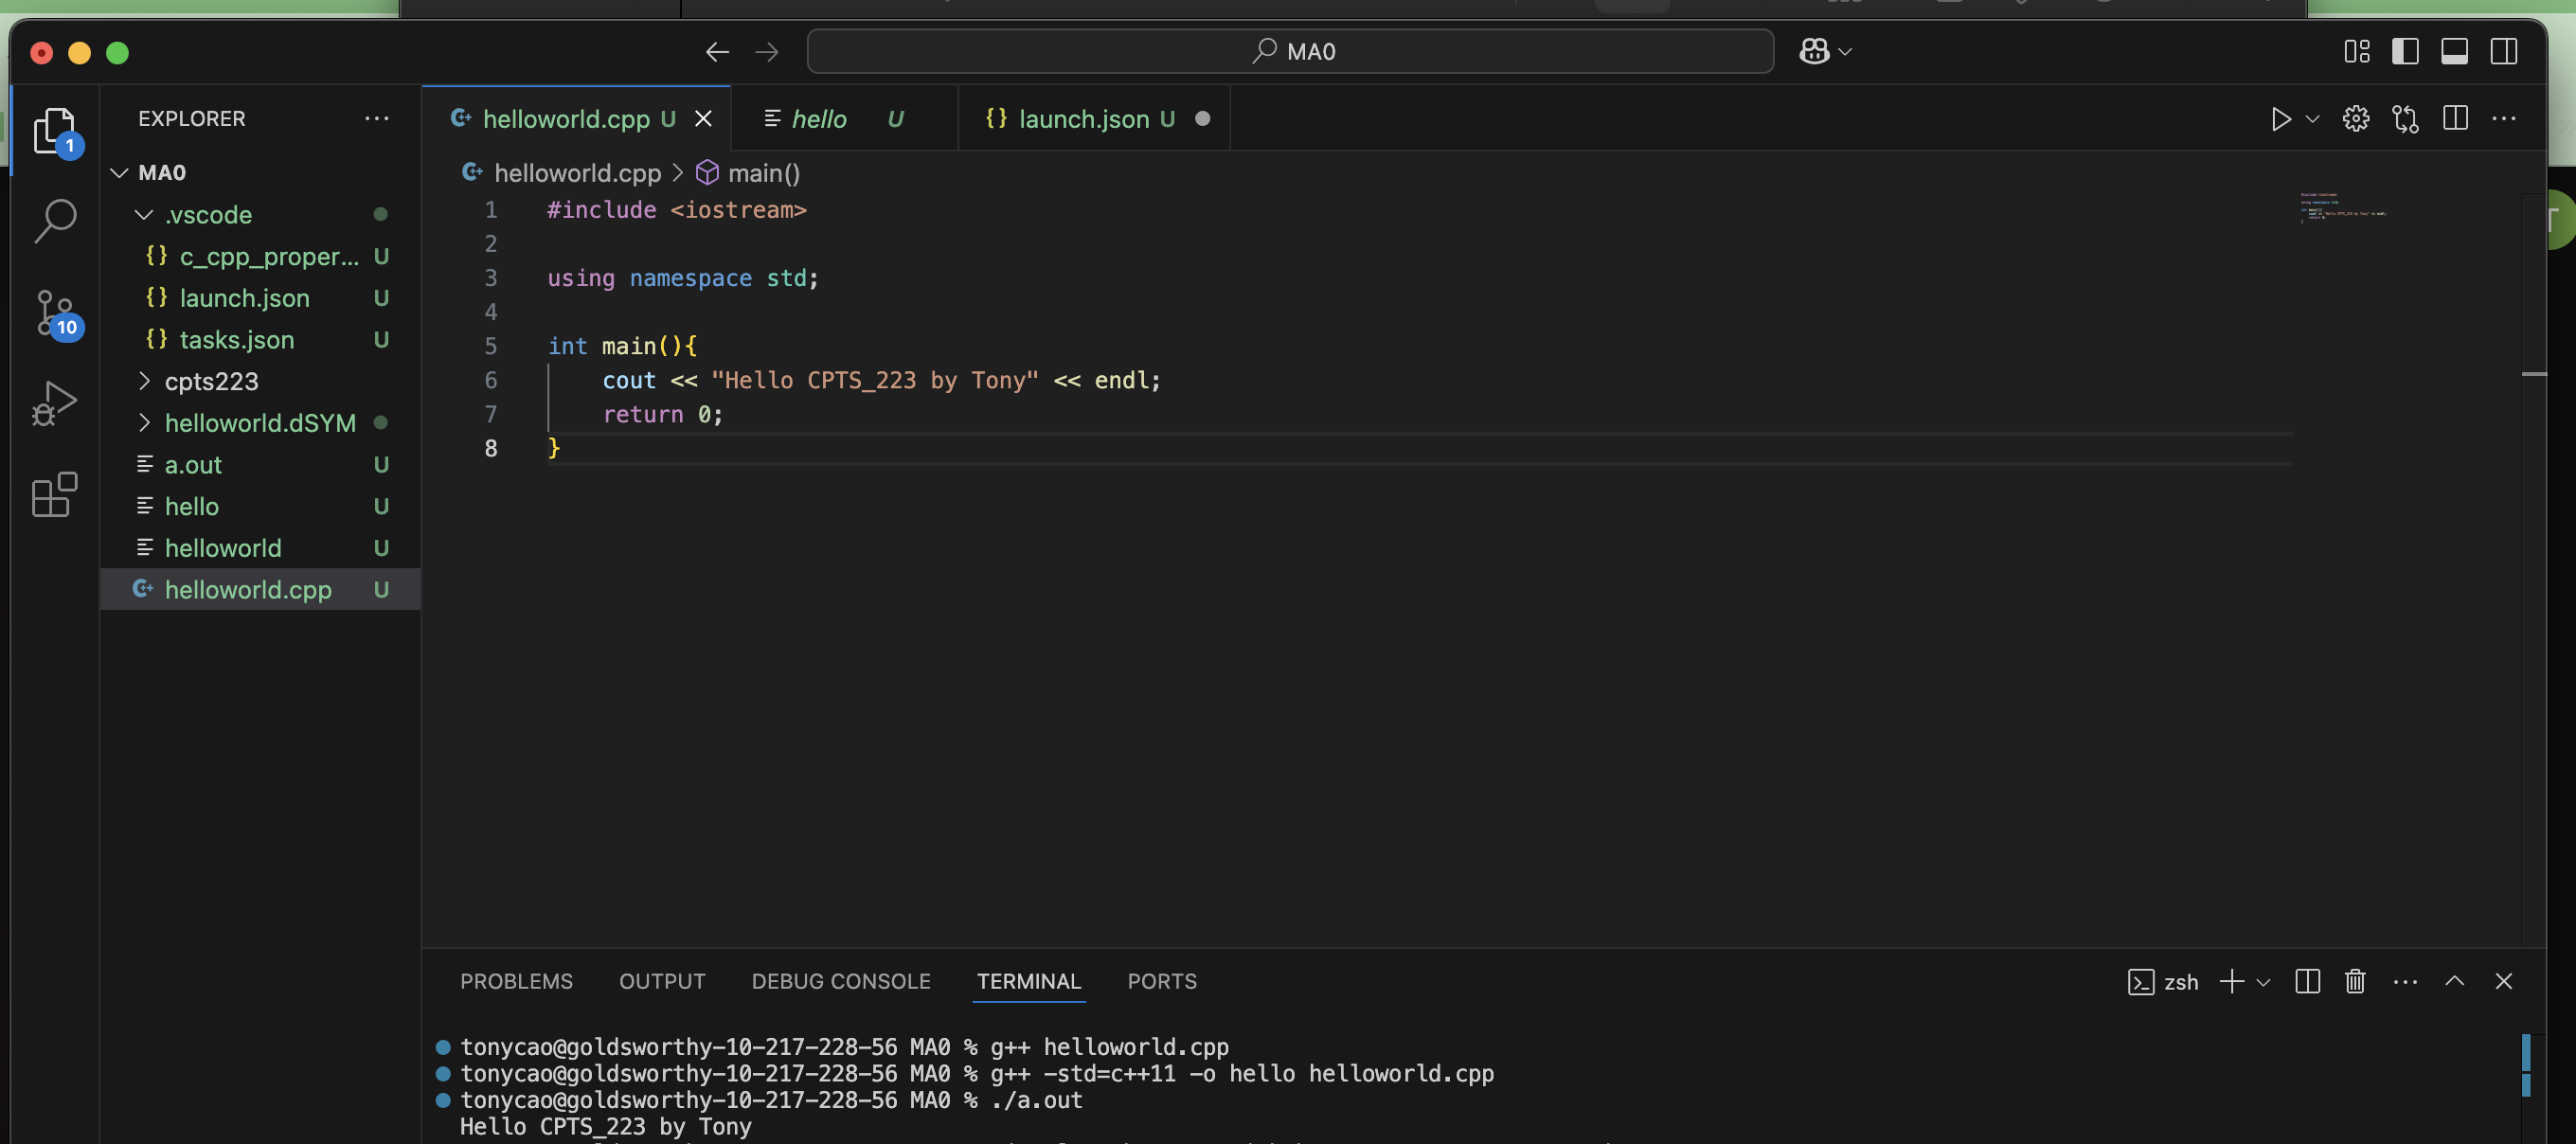 MA0
EXPLORER
1
MA0
.vscode
c_cpp_proper... U
launch.json U
tasks.json U
cpts223
helloworld.dSYM
a.out U
hello U
helloworld U
helloworld.cpp U
10
helloworld.cpp U
hello U
launch.json U
helloworld.cpp > main()
1 #include <iostream>
2
3 using namespace std;
4
5 int main(){
6 cout << "Hello CPTS_223 by Tony" << endl;
7 return 0;
8 }
PROBLEMS OUTPUT DEBUG CONSOLE TERMINAL PORTS
zsh
tonycao@goldsworthy-10-217-228-56 MA0 % g++ helloworld.cpp
tonycao@goldsworthy-10-217-228-56 MA0 % g++ -std=c++11 -o hello helloworld.cpp
tonycao@goldsworthy-10-217-228-56 MA0 % ./a.out
Hello CPTS_223 by Tony